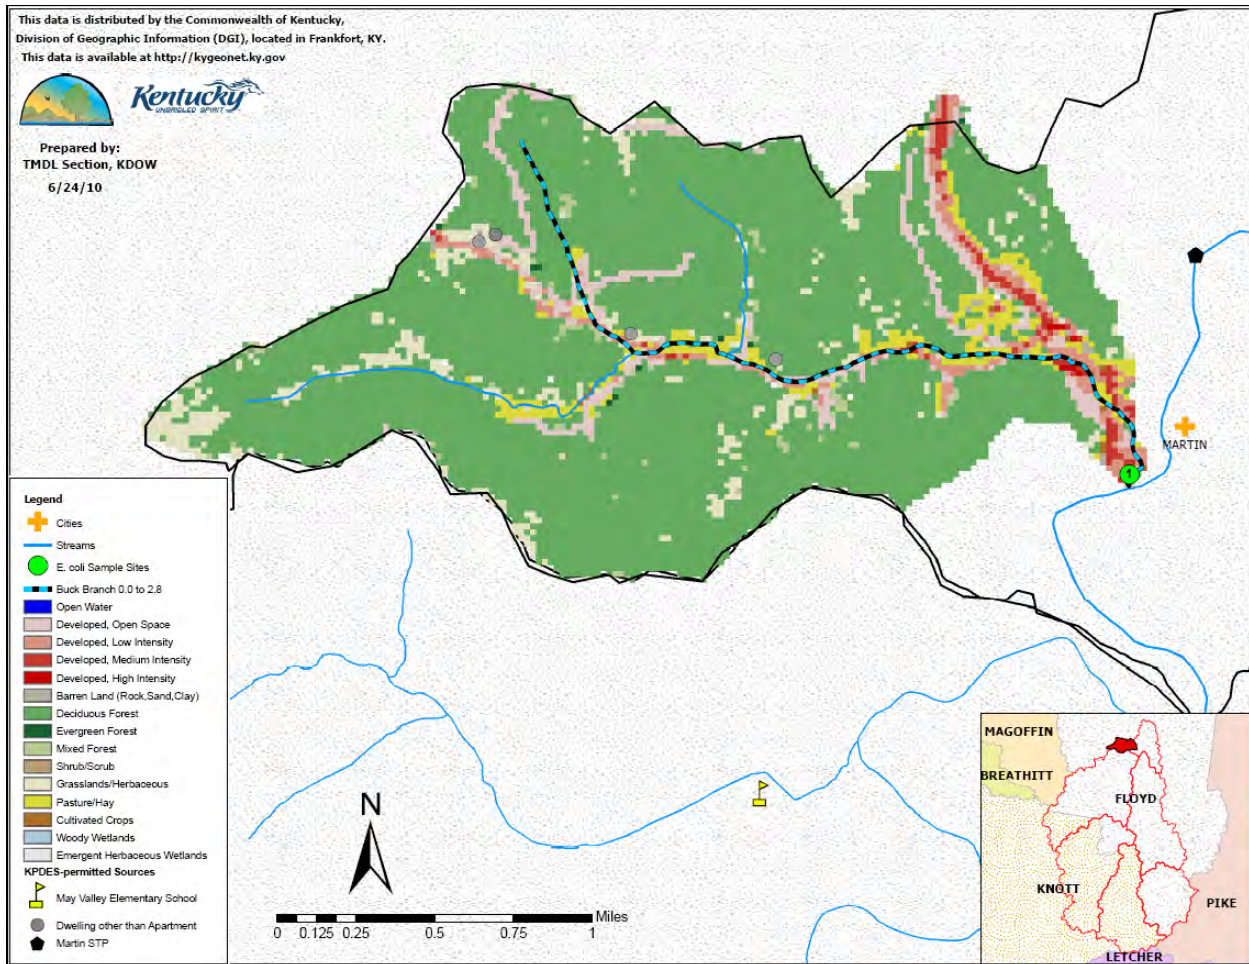 This data is distributed by the Commonwealth of Kentucky,
Division of Geographic Information (DGI), located in Frankfort, KY.
This data is available at http://kygeonet.ky.gov
Kentucky
UNBRIDLED SPIRIT
Prepared by:
TMDL Section, KDOW
6/24/10
MARTIN
1
Legend
Cities
Streams
E. coli Sample Sites
Buck Branch 0.0 to 2.8
Open Water
Developed, Open Space
Developed, Low Intensity
Developed, Medium Intensity
Developed, High Intensity
Barren Land (Rock,Sand,Clay)
Deciduous Forest
Evergreen Forest
Mixed Forest
Shrub/Scrub
Grasslands/Herbaceous
Pasture/Hay
Cultivated Crops
Woody Wetlands
Emergent Herbaceous Wetlands
KPDES-permitted Sources
May Valley Elementary School
Dwelling other than Apartment
Martin STP
N
Miles
0 0.125 0.25 0.5 0.75 1
MAGOFFIN
BREATHITT
FLOYD
KNOTT
PIKE
LETCHER